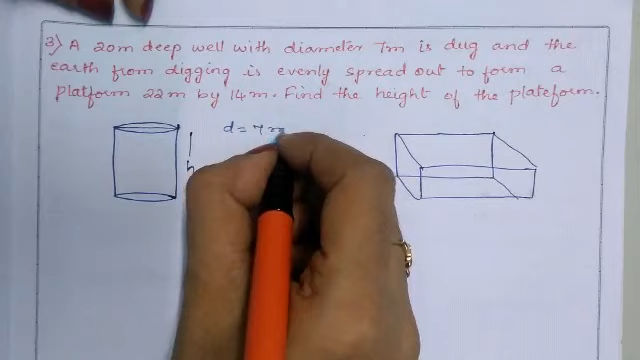 3) A 20m deep well with diameter 7m is dug and the
earth from digging is evenly spread out to form a
platform 22m by 14m. Find the height of the plateform.
d = 7m
h